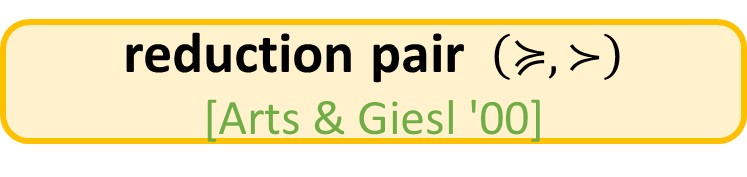 reduction pair (≽,≻)
[Arts & Giesl '00]